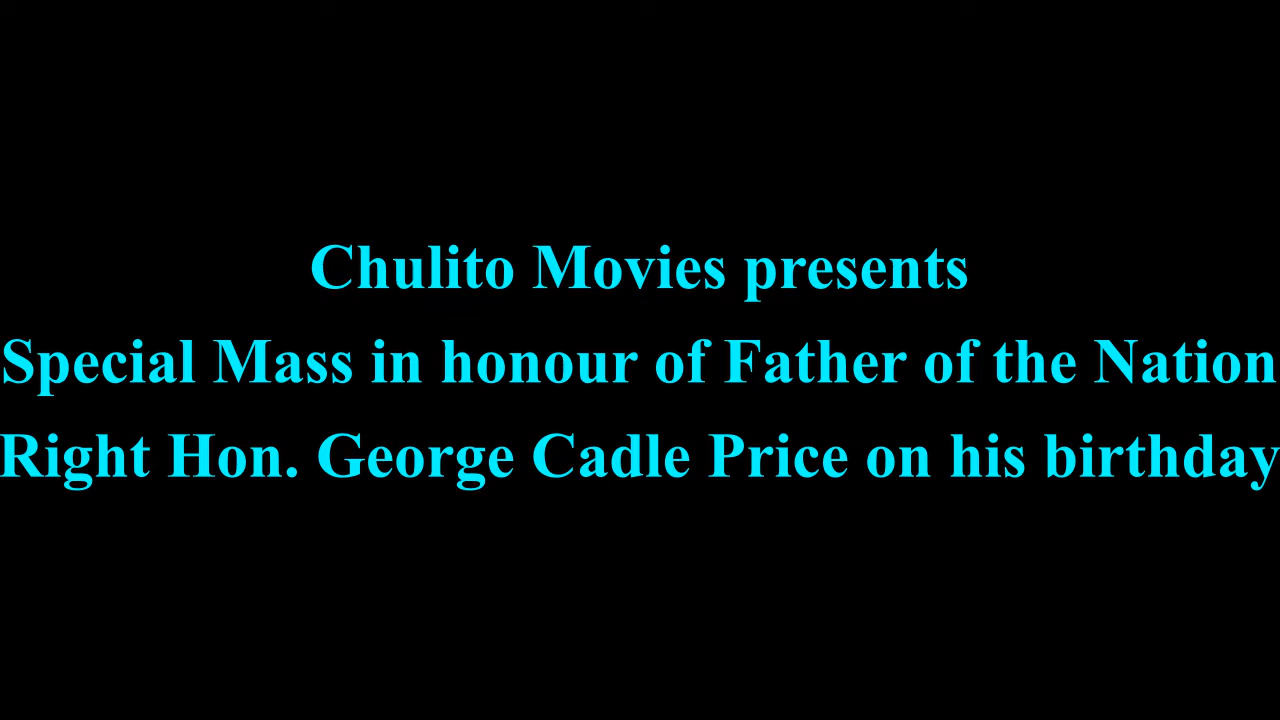 Chulito Movies presents
Special Mass in honour of Father of the Nation
Right Hon. George Cadle Price on his birthday